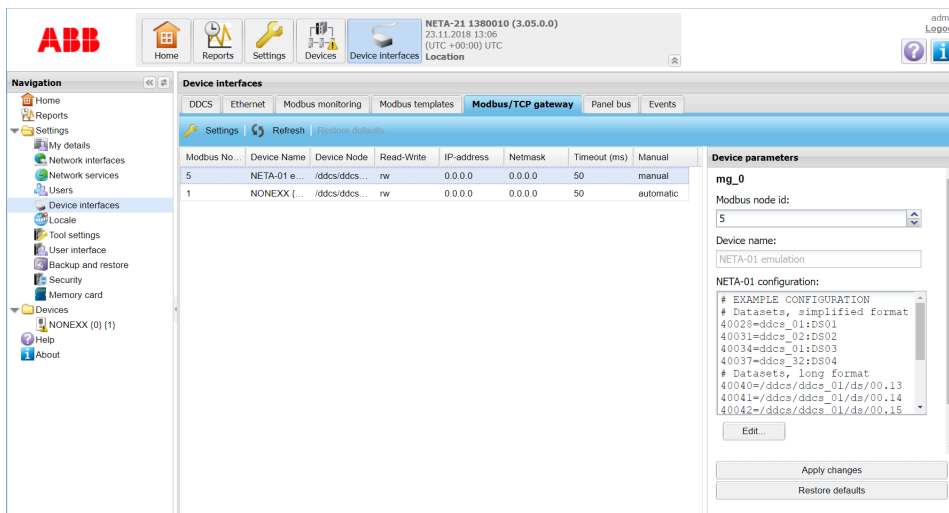 ABB
Home
Reports
Settings
Devices
Device interfaces
NETA-21 1380010 (3.05.0.0)
23.11.2018 13:06
(UTC +00:00) UTC
Location
adm
Logou
Navigation
Home
Reports
Settings
My details
Network interfaces
Network services
Users
Device interfaces
Locale
Tool settings
User interface
Backup and restore
Security
Memory card
Devices
NONEXX (0) {1}
Help
About
Device interfaces
DDCS Ethernet Modbus monitoring Modbus templates Modbus/TCP gateway Panel bus Events
Settings Refresh Restore defaults
Modbus No... Device Name Device Node Read-Write IP-address Netmask Timeout (ms) Manual
5 NETA-01 e... /ddcs/ddcs... rw 0.0.0.0 0.0.0.0 50 manual
1 NONEXX {... /ddcs/ddcs... rw 0.0.0.0 0.0.0.0 50 automatic
Device parameters
mg_0
Modbus node id:
5
Device name:
NETA-01 emulation
NETA-01 configuration:
# EXAMPLE CONFIGURATION
# Datasets, simplified format
40028=ddcs_01:DS01
40031=ddcs_02:DS02
40034=ddcs_01:DS03
40037=ddcs_32:DS04
# Datasets, long format
40040=/ddcs/ddcs_01/ds/00.13
40041=/ddcs/ddcs_01/ds/00.14
40042=/ddcs/ddcs_01/ds/00.15
Edit...
Apply changes
Restore defaults